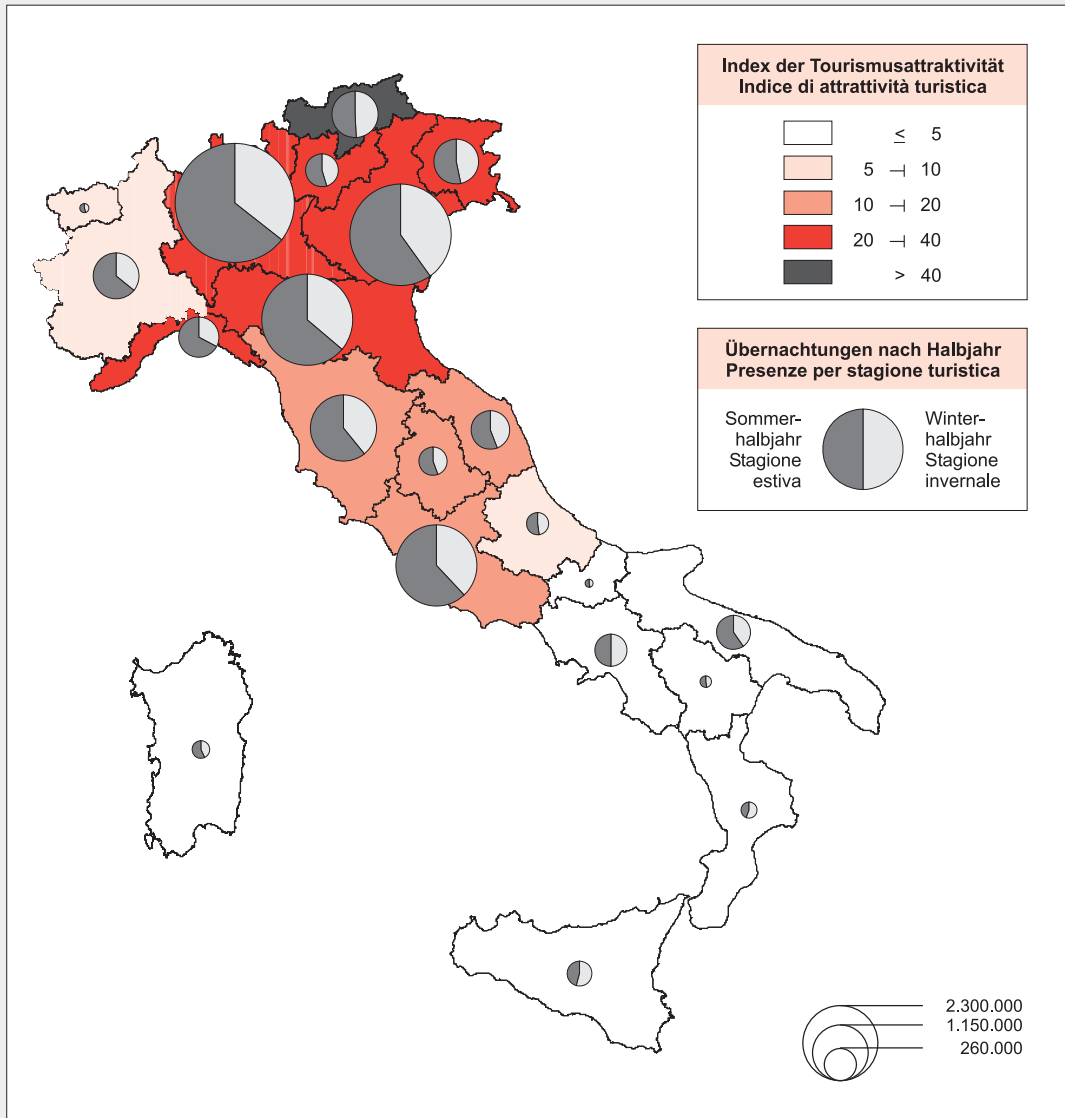 Index der Tourismusattraktivität
Indice di attrattività turistica
≤ 5
5 ⊣ 10
10 ⊣ 20
20 ⊣ 40
> 40
Übernachtungen nach Halbjahr
Presenze per stagione turistica
Sommer-
halbjahr
Stagione
estiva
Winter-
halbjahr
Stagione
invernale
2.300.000
1.150.000
260.000